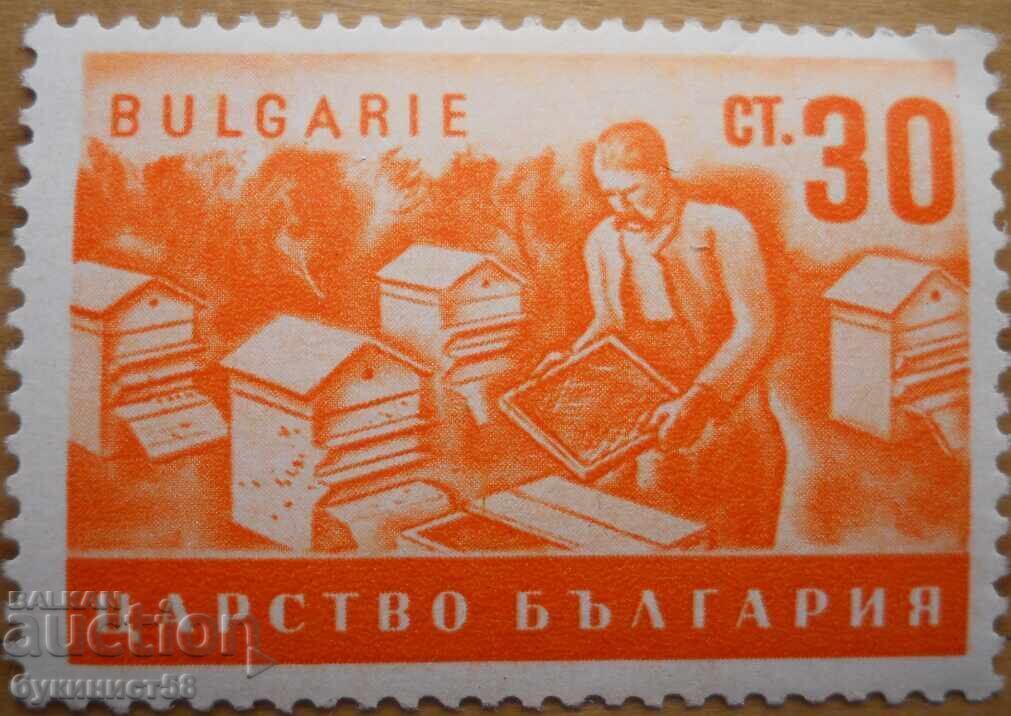 BULGARIE
СТ. 30
ЦАРСТВО БЪЛГАРИЯ
BALKAN
auction
букинист58